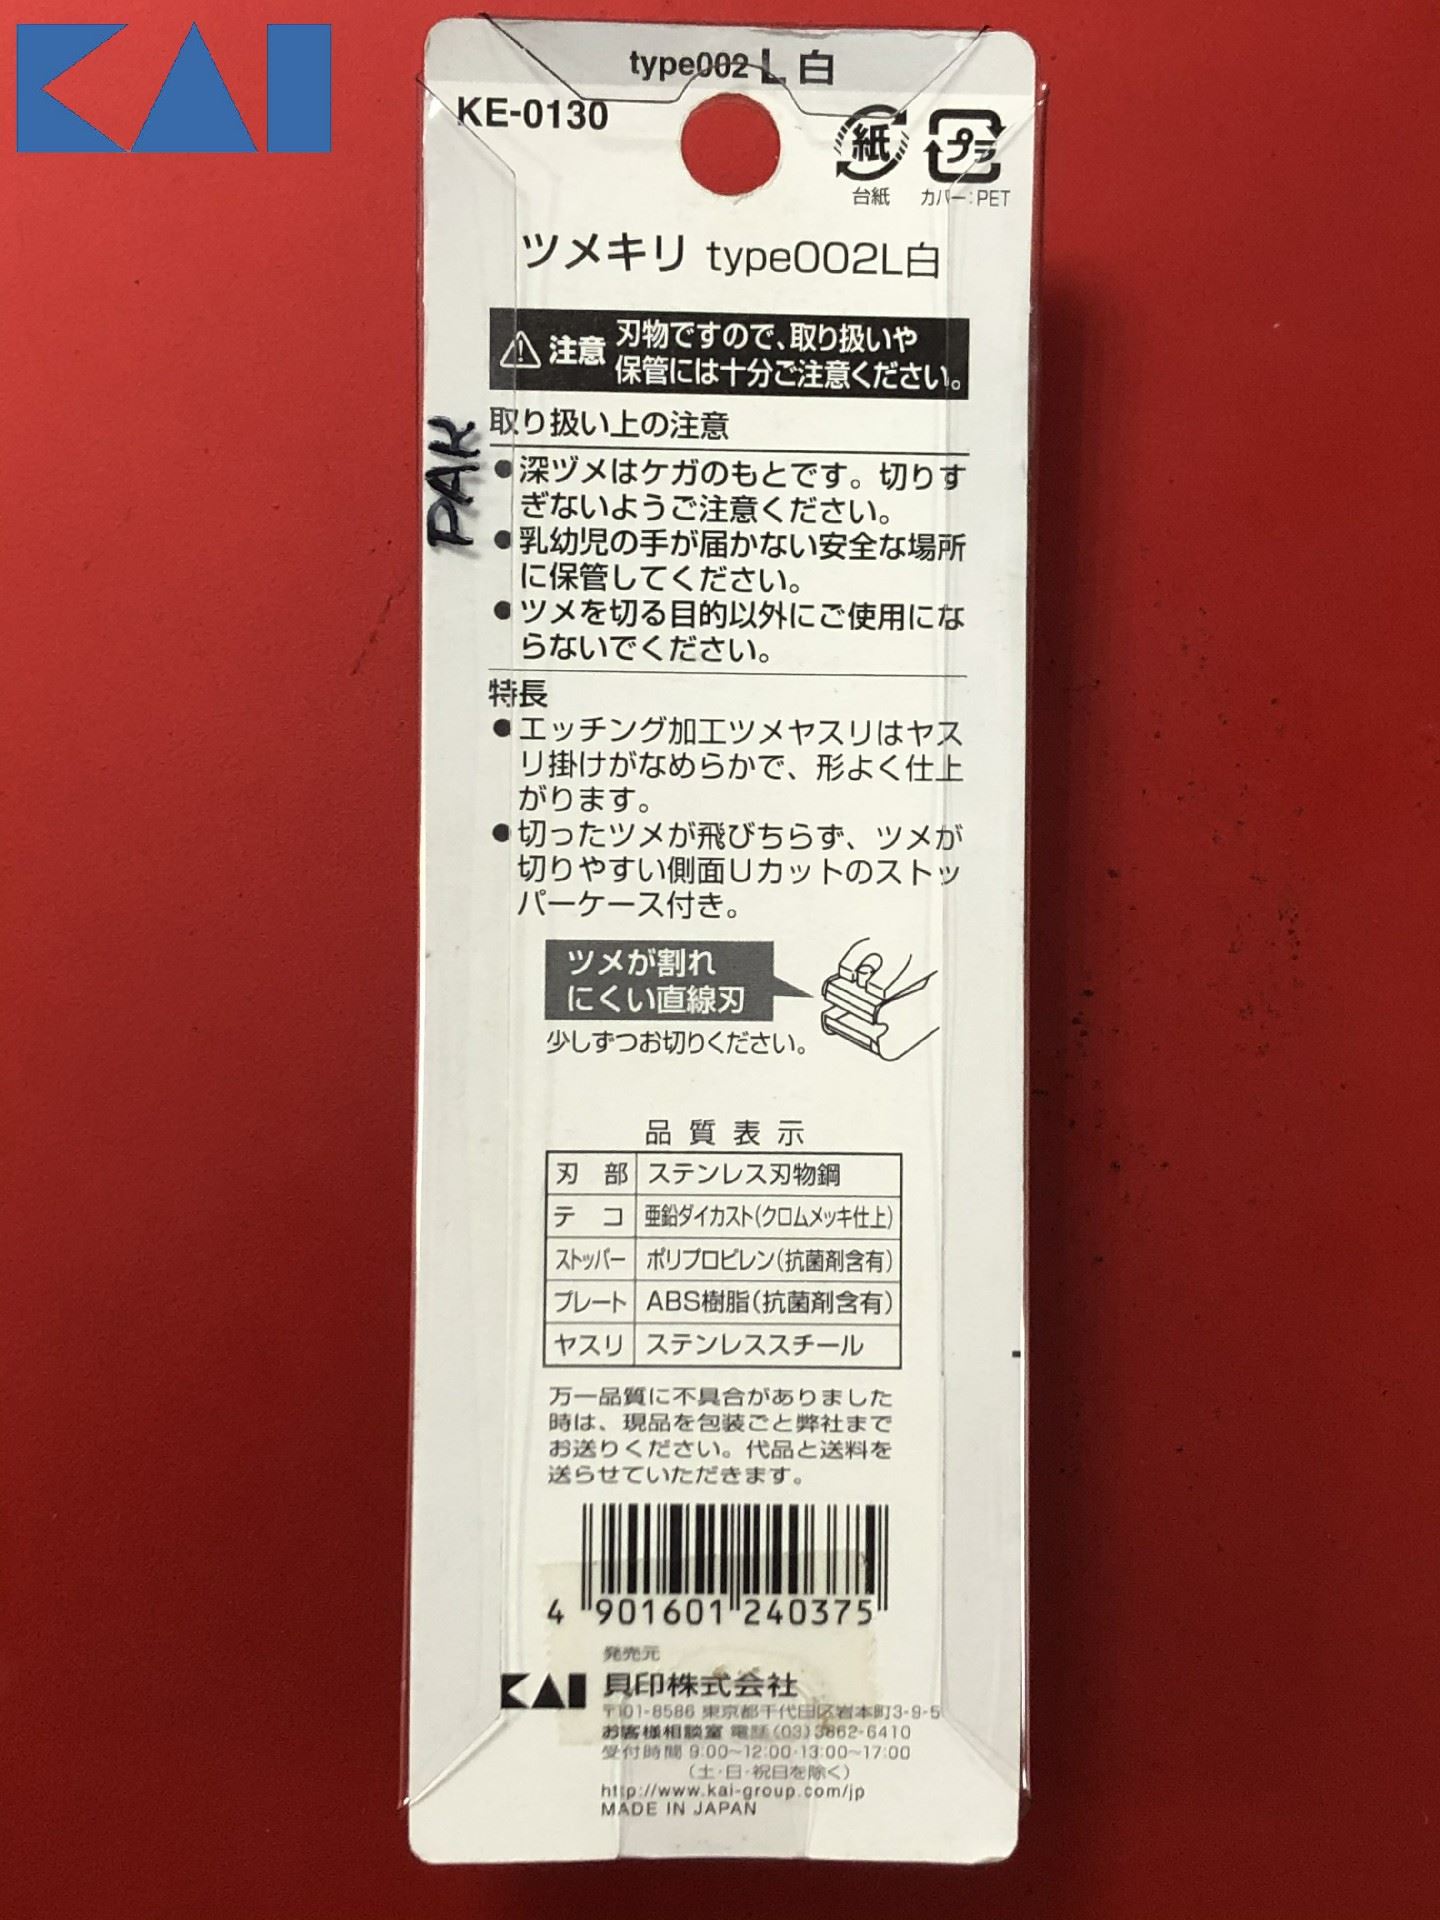 KAI
type002 L 白
KE-0130
紙
プラ
台紙
カバー:PET
ツメキリ type002L白
注意 刃物ですので、取り扱いや
保管には十分ご注意ください。
取り扱い上の注意
PAK
●深ヅメはケガのもとです。切りす
ぎないようご注意ください。
●乳幼児の手が届かない安全な場所
に保管してください。
●ツメを切る目的以外にご使用にな
らないでください。
特長
●エッチング加工ツメヤスリはヤス
リ掛けがなめらかで、形よく仕上
がります。
●切ったツメが飛びちらず、ツメが
切りやすい側面Uカットのストッ
パーケース付き。
ツメが割れ
にくい直線刃
少しずつお切りください。
品質表示
刃部 ステンレス刃物鋼
テコ 亜鉛ダイカスト(クロムメッキ仕上)
ストッパー ポリプロピレン(抗菌剤含有)
プレート ABS樹脂(抗菌剤含有)
ヤスリ ステンレススチール
万一品質に不具合がありました
時は、現品を包装ごと弊社まで
お送りください。代品と送料を
送らせていただきます。
4 901601 240375
発売元
KAI 貝印株式会社
〒101-8586 東京都千代田区岩本町3-9-5
お客様相談室 電話(03)3862-6410
受付時間 9:00~12:00・13:00~17:00
(土・日・祝日を除く)
http://www.kai-group.com/jp
MADE IN JAPAN